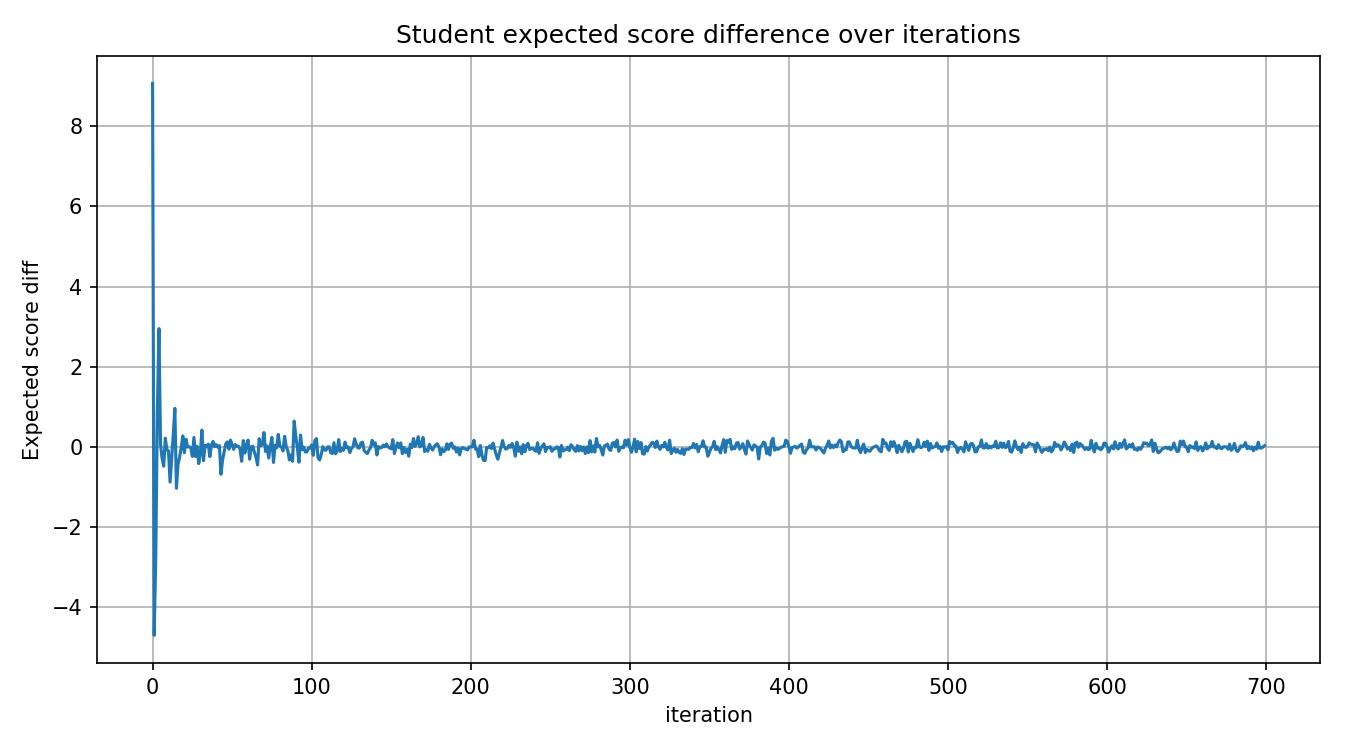 Student expected score difference over iterations
Expected score diff
8
6
4
2
0
−2
−4
0 100 200 300 400 500 600 700
iteration